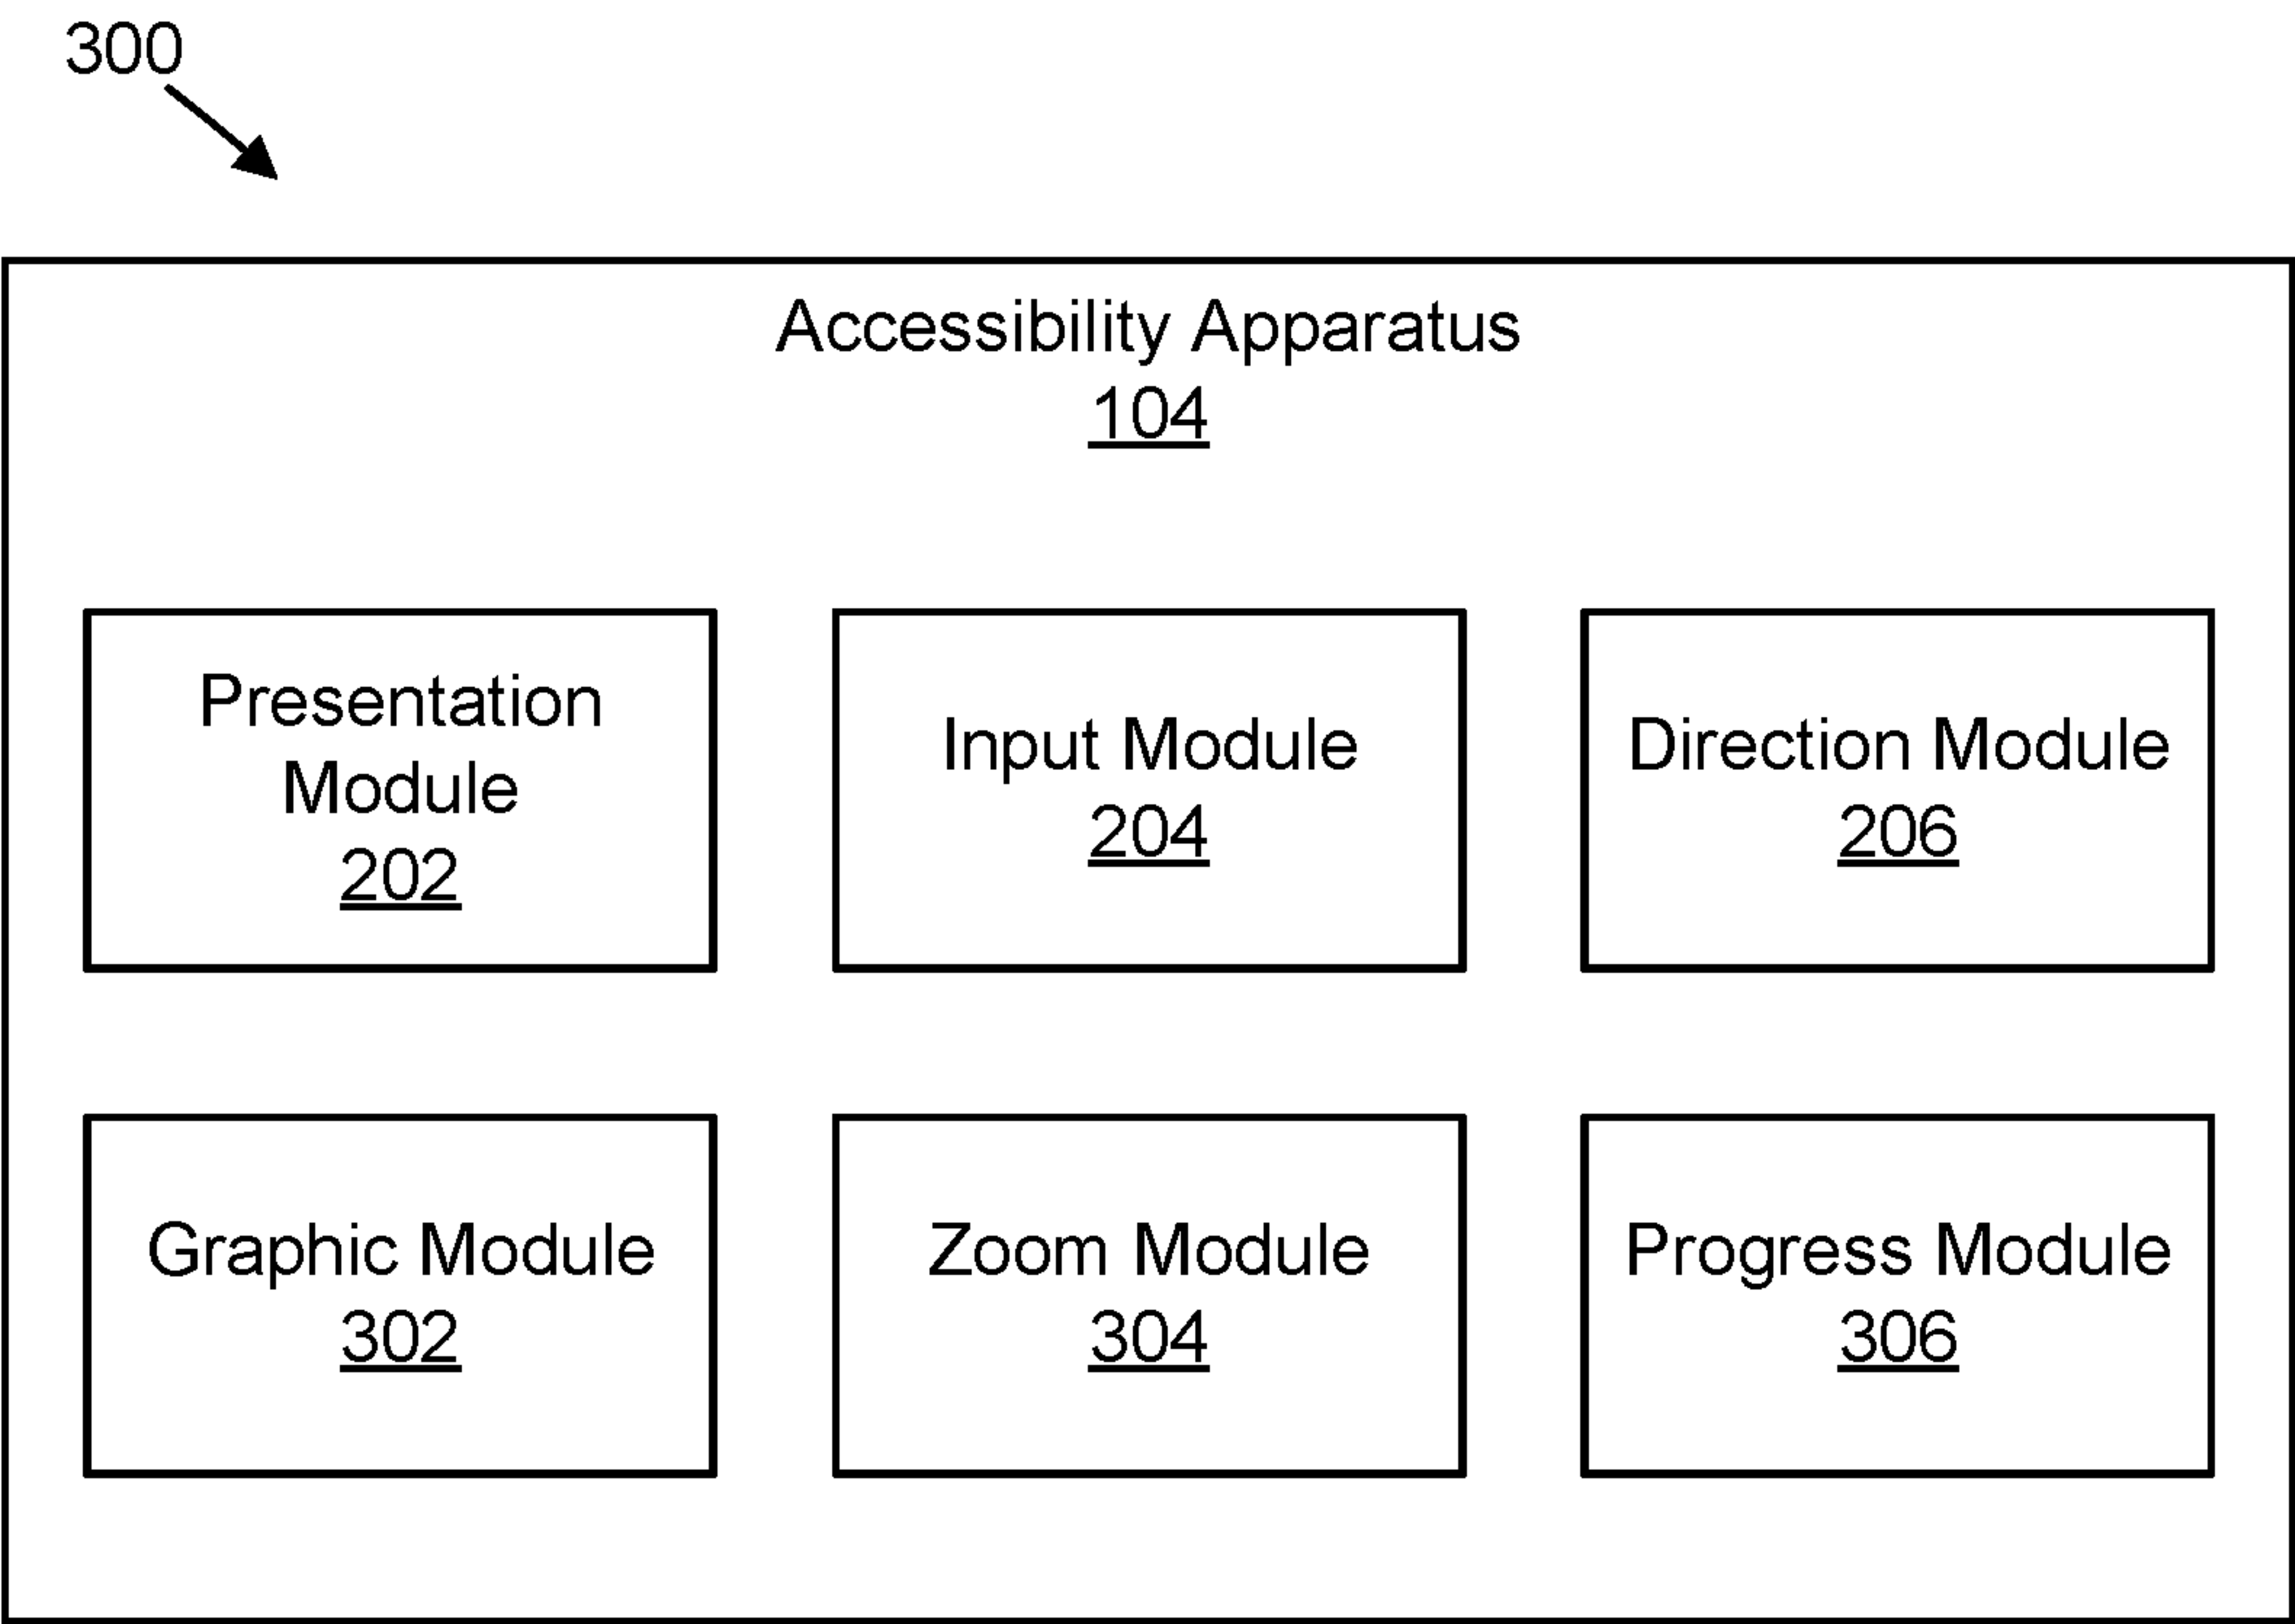 300
Accessibility Apparatus
104
Presentation
Module
202
Input Module
204
Direction Module
206
Graphic Module
302
Zoom Module
304
Progress Module
306